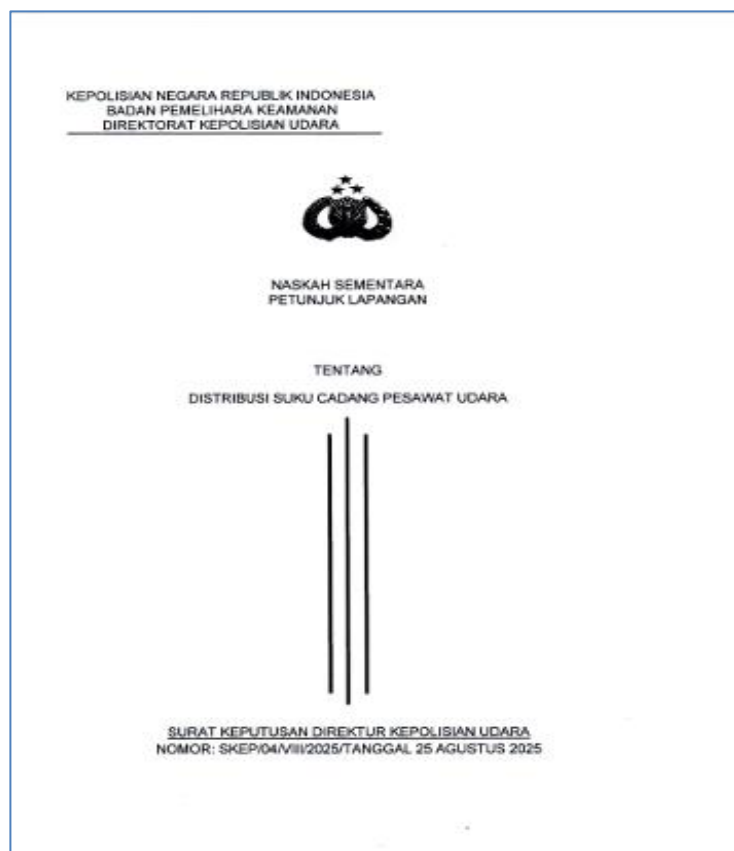 KEPOLISIAN NEGARA REPUBLIK INDONESIA
BADAN PEMELIHARA KEAMANAN
DIREKTORAT KEPOLISIAN UDARA
NASKAH SEMENTARA
PETUNJUK LAPANGAN
TENTANG
DISTRIBUSI SUKU CADANG PESAWAT UDARA
SURAT KEPUTUSAN DIREKTUR KEPOLISIAN UDARA
NOMOR: SKEP/04/VIII/2025/TANGGAL 25 AGUSTUS 2025